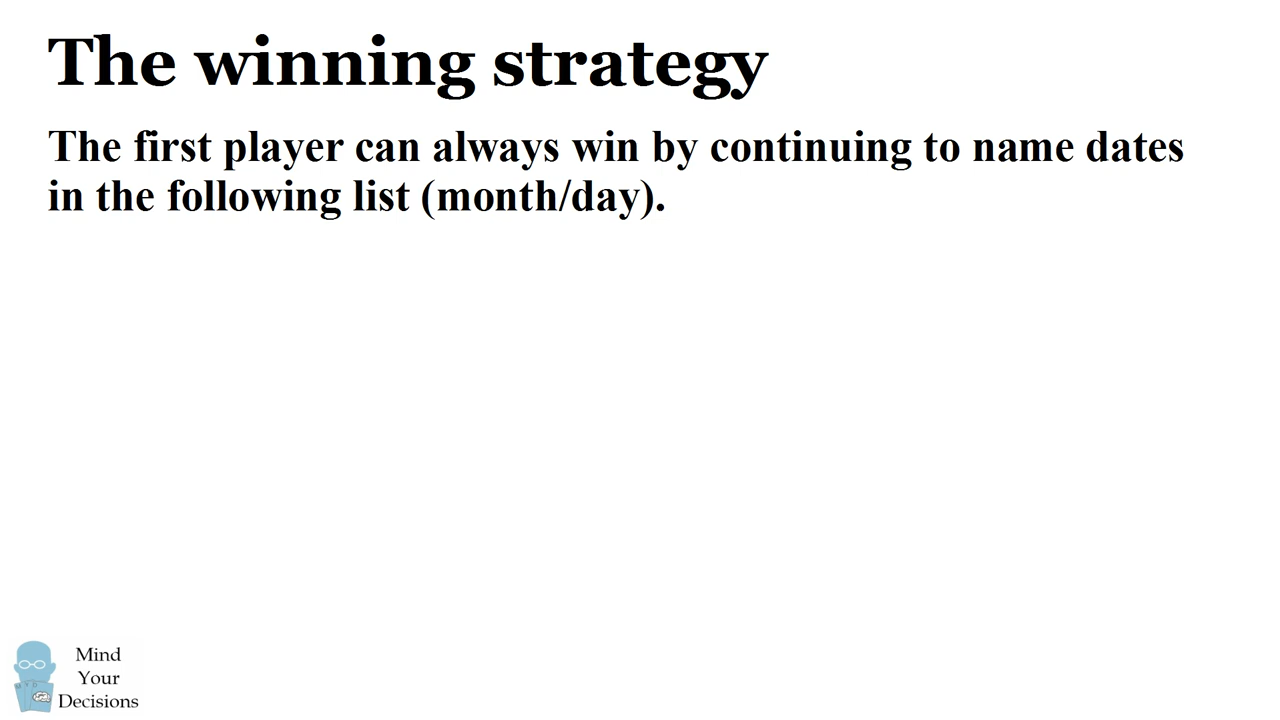 The winning strategy
The first player can always win by continuing to name dates
in the following list (month/day).
Mind
Your
Decisions